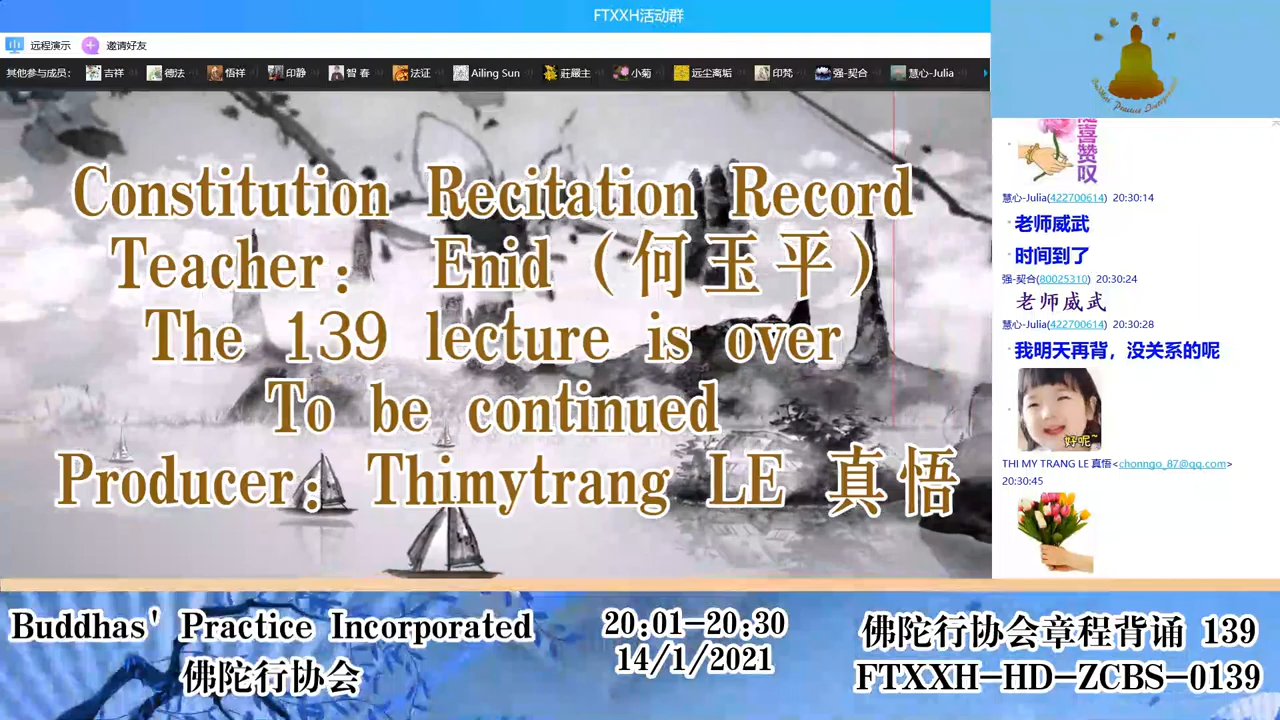 FTXXH活动群
远程演示 邀请好友
其他参与成员: 吉祥 德法 悟祥 印静 智 春 法证 Ailing Sun 莊嚴主 小菊 远尘离垢 印梵 强-契合 慧心-Julia
Constitution Recitation Record
Teacher: Enid (何玉平)
The 139 lecture is over
To be continued
Producer: Thimytrang LE 真悟
Buddhas' Practice Incorporated
随喜赞叹
慧心-Julia(422700614) 20:30:14
老师威武
时间到了
强-契合(80025310) 20:30:24
老师威武
慧心-Julia(422700614) 20:30:28
我明天再背，没关系的呢
好呢~
THI MY TRANG LE 真悟<chonngo_87@qq.com>
20:30:45
Buddhas' Practice Incorporated
佛陀行协会
20:01-20:30
14/1/2021
佛陀行协会章程背诵 139
FTXXH-HD-ZCBS-0139